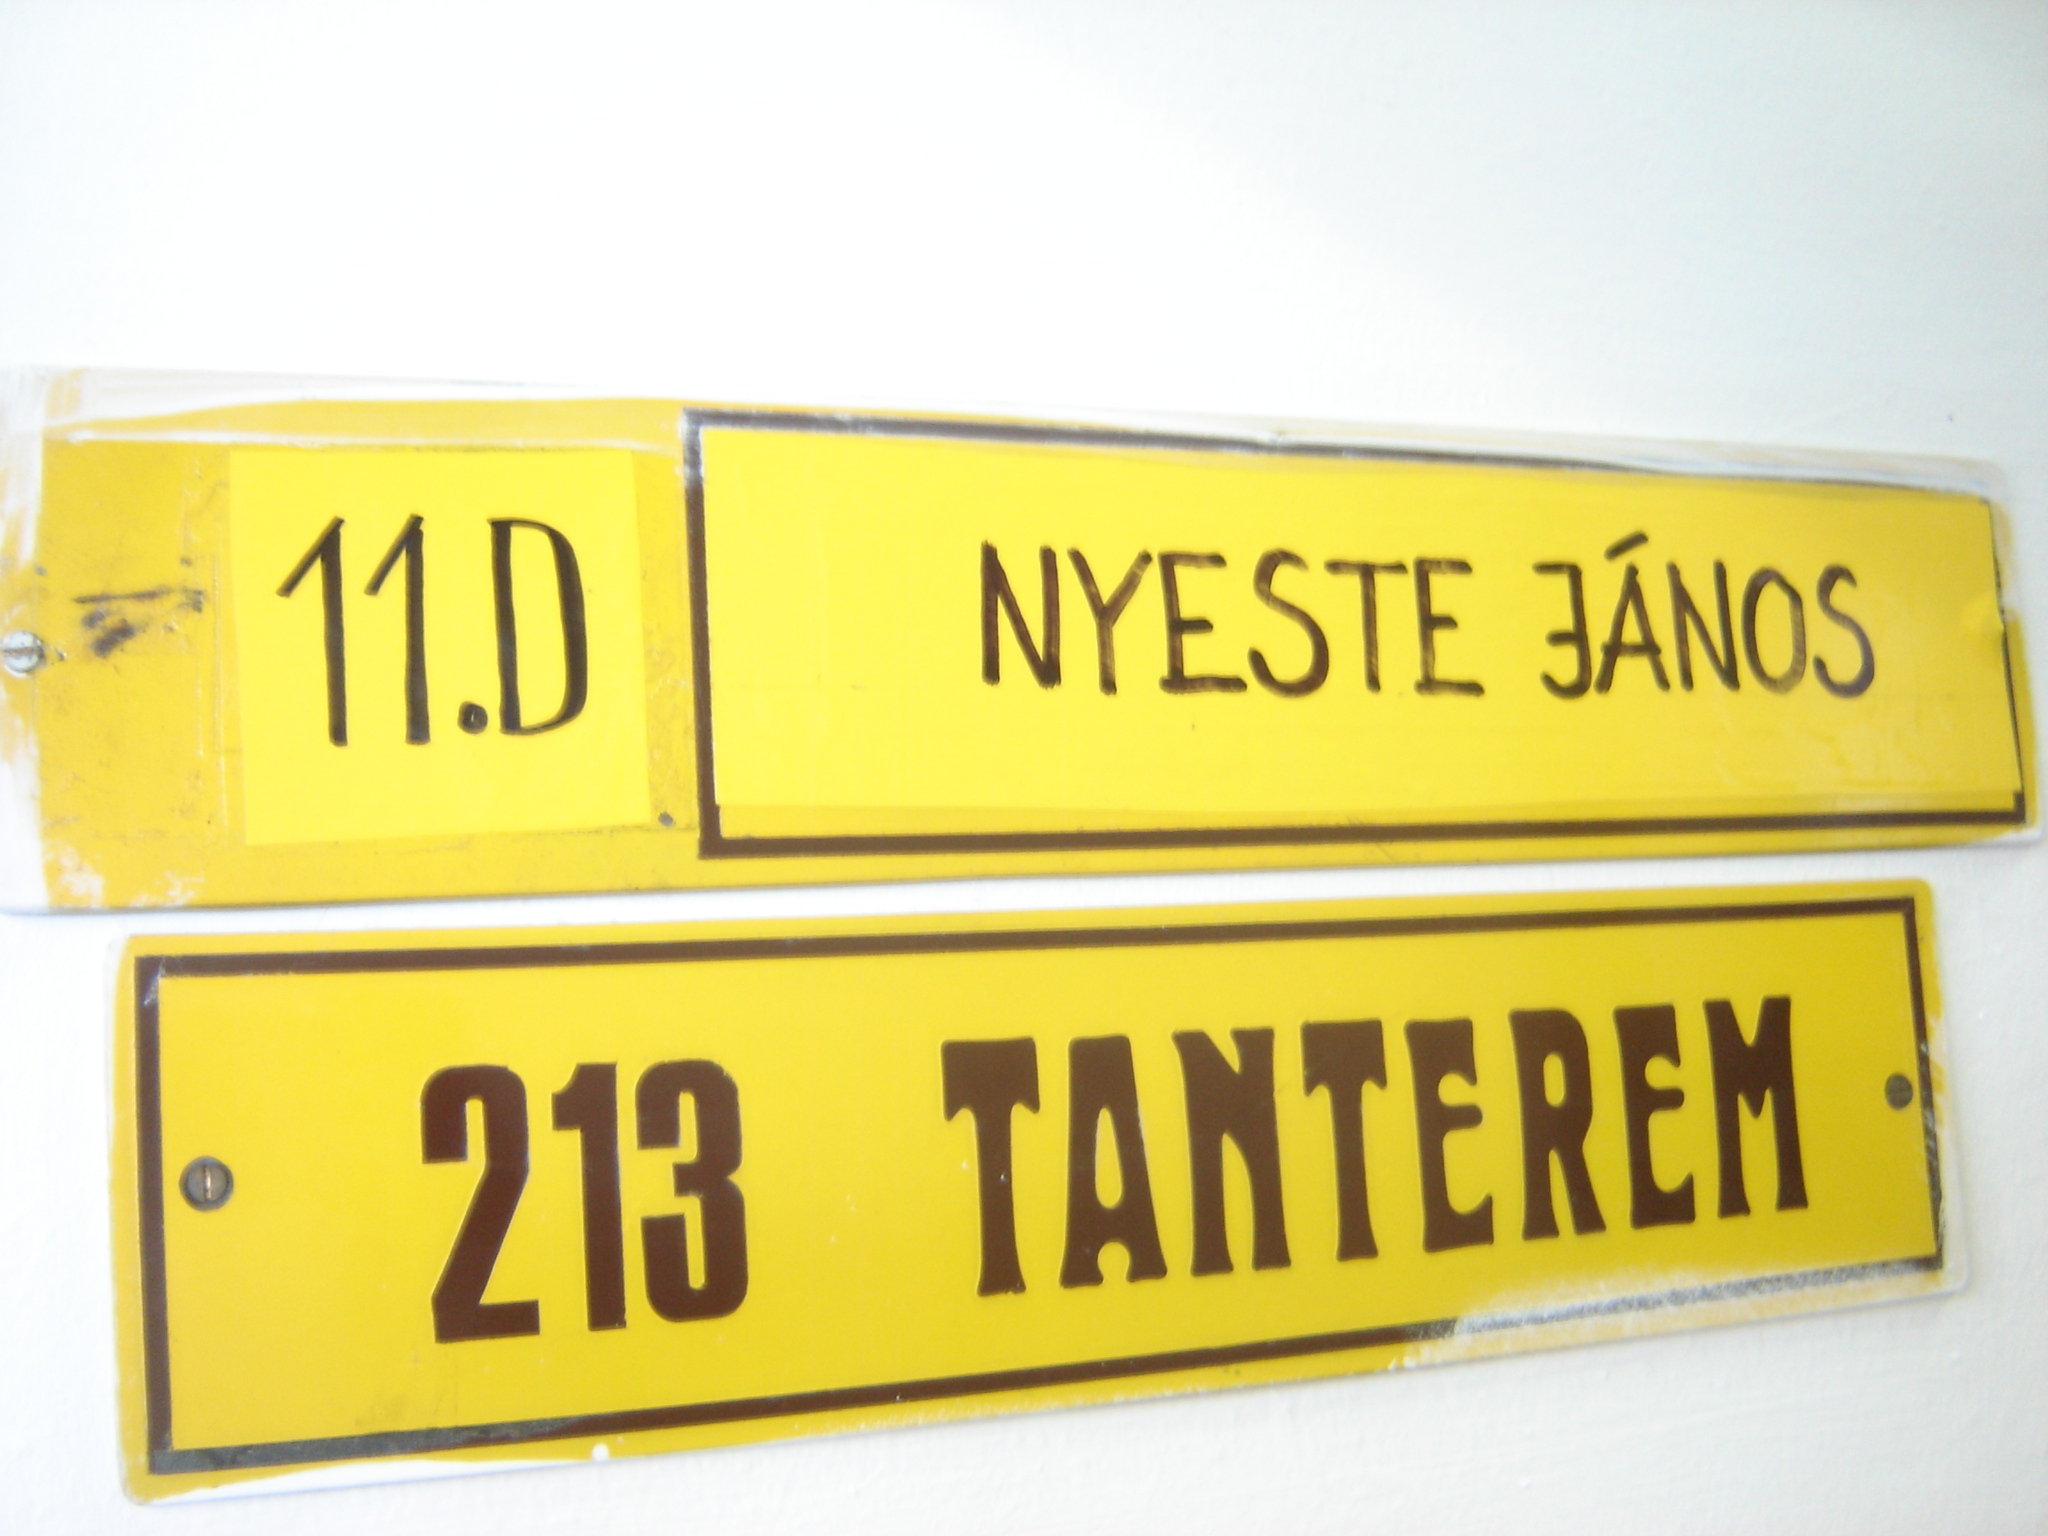 11.D NYESTE JÁNOS
213 TANTEREM